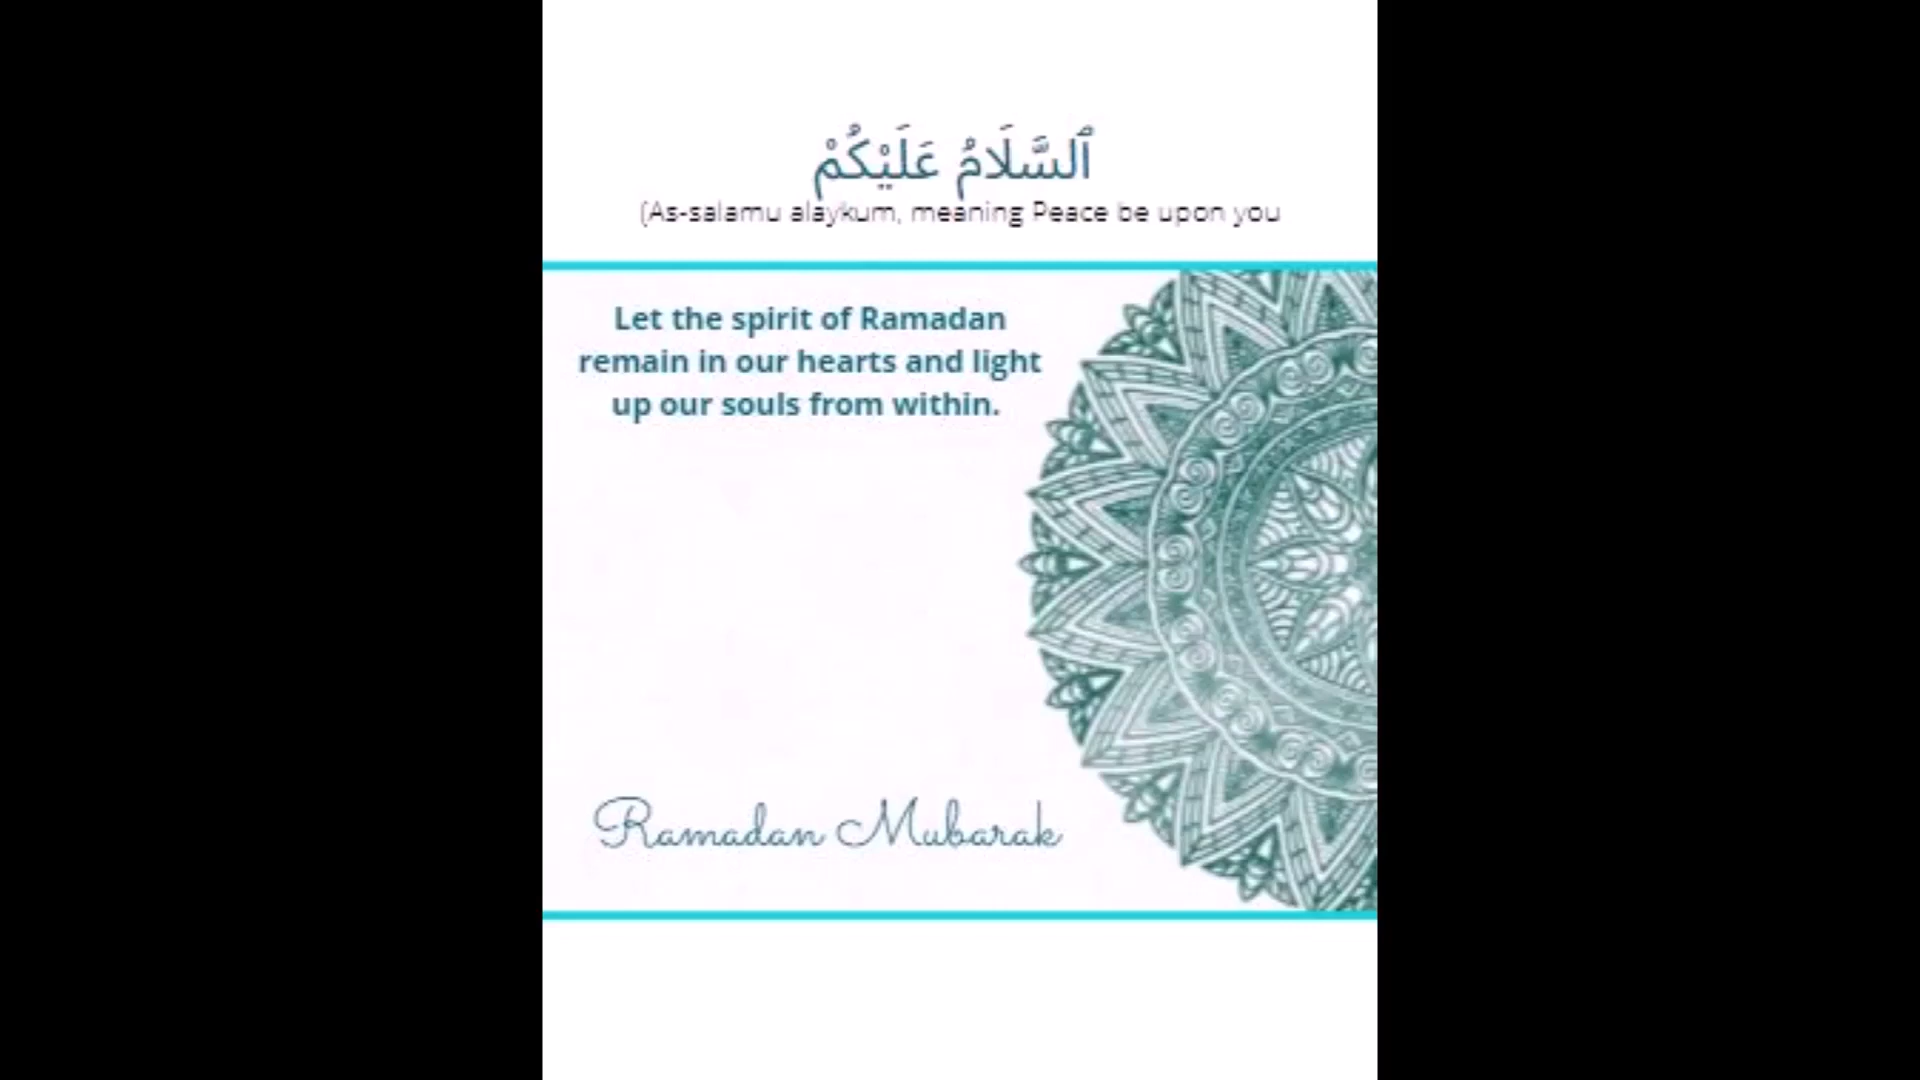 ٱلسَّلَامُ عَلَيْكُمْ
(As-salamu alaykum, meaning Peace be upon you
Let the spirit of Ramadan
remain in our hearts and light
up our souls from within.
Ramadan Mubarak